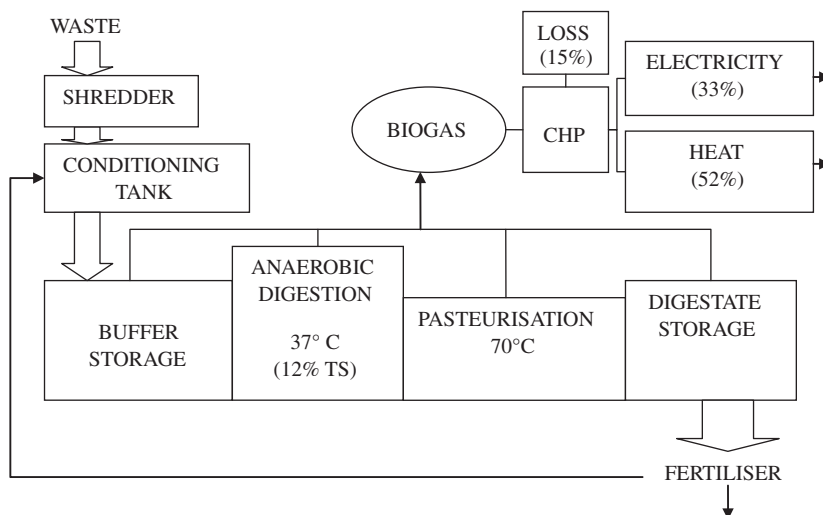 WASTE
SHREDDER
CONDITIONING
TANK
LOSS
(15%)
BIOGAS
CHP
ELECTRICITY
(33%)
HEAT
(52%)
BUFFER
STORAGE
ANAEROBIC
DIGESTION
37° C
(12% TS)
PASTEURISATION
70°C
DIGESTATE
STORAGE
FERTILISER